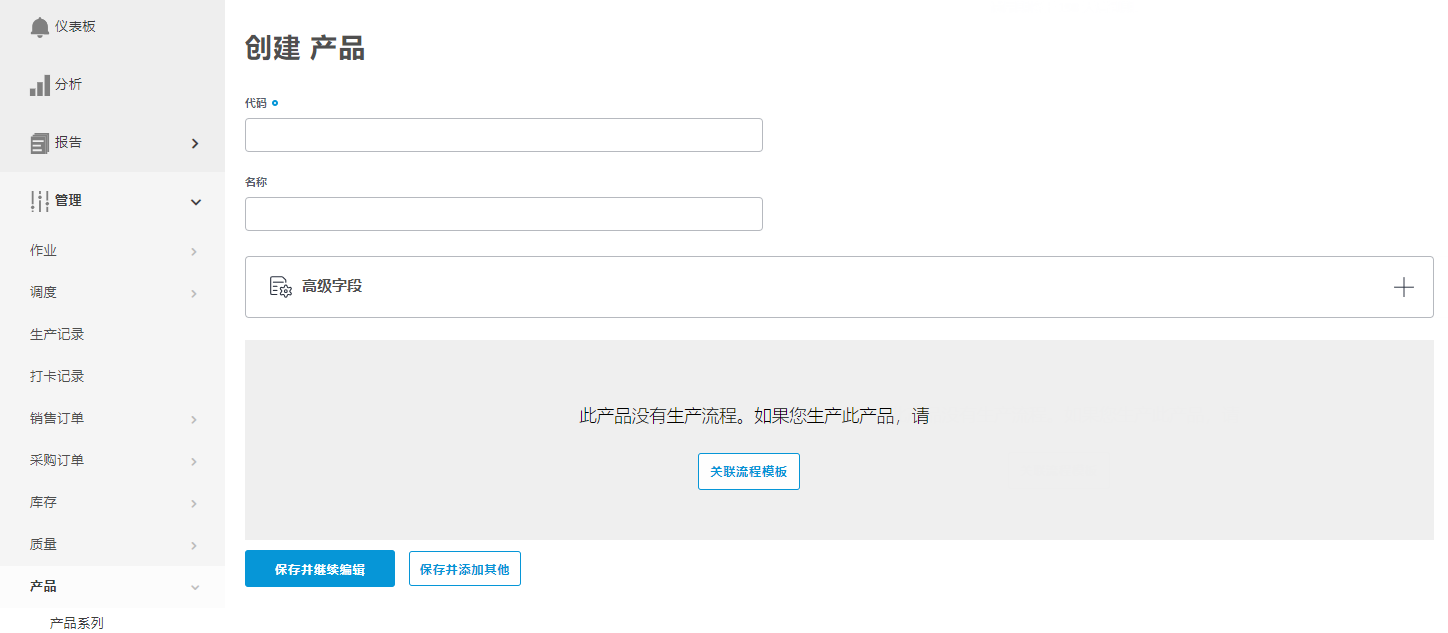 仪表板
分析
报告
管理
作业
调度
生产记录
打卡记录
销售订单
采购订单
库存
质量
产品
产品系列
创建 产品
代码
名称
高级字段
此产品没有生产流程。如果您生产此产品，请
关联流程模板
保存并继续编辑
保存并添加其他